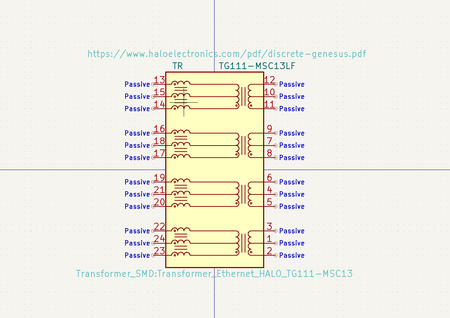 https://www.haloelectronics.com/pdf/discrete-genesus.pdf
TR TG111-MSC13LF
Passive 13 12 Passive
Passive 15 10 Passive
Passive 14 11 Passive
Passive 16 9 Passive
Passive 18 7 Passive
Passive 17 8 Passive
Passive 19 6 Passive
Passive 21 4 Passive
Passive 20 5 Passive
Passive 22 3 Passive
Passive 24 1 Passive
Passive 23 2 Passive
Transformer_SMD:Transformer_Ethernet_HALO_TG111-MSC13